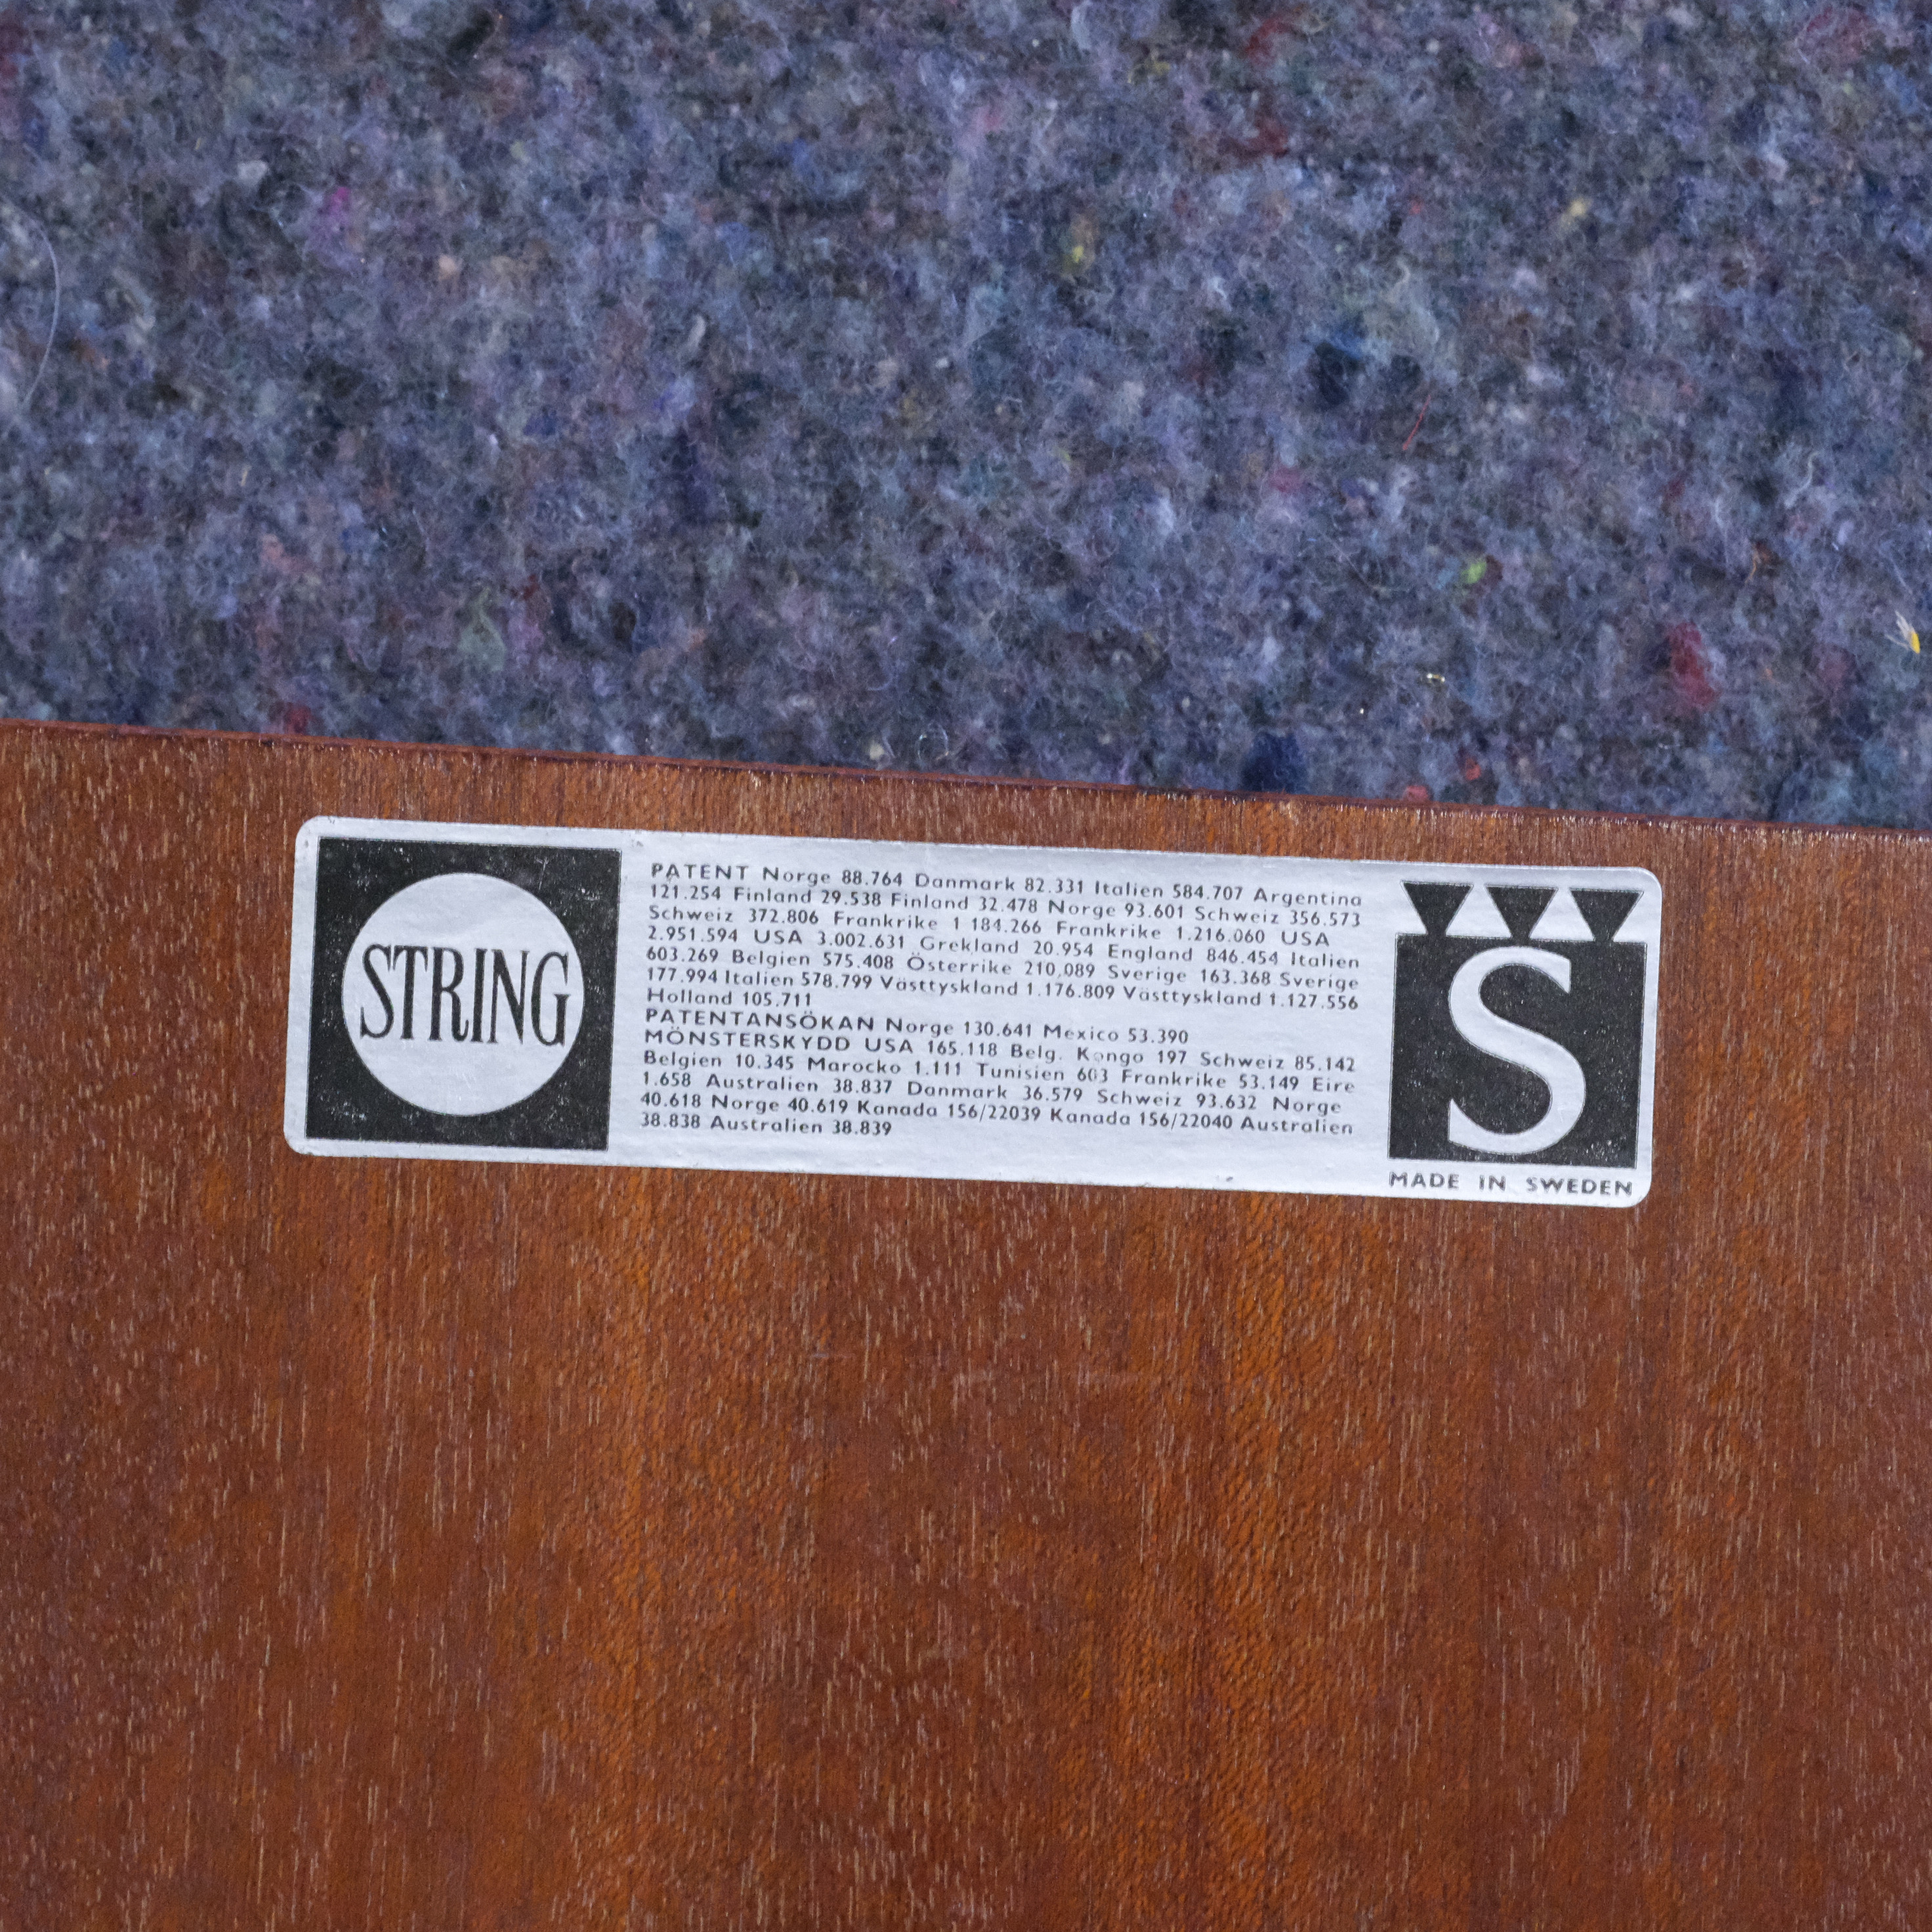 STRING
PATENT Norge 88.764 Danmark 82.331 Italien 584.707 Argentina
121.254 Finland 29.538 Finland 32.478 Norge 93.601 Schweiz 356.573
Schweiz 372.806 Frankrike 1 184.266 Frankrike 1.216.060 USA
2.951.594 USA 3.002.631 Grekland 20.954 England 846.454 Italien
603.269 Belgien 575.408 Österrike 210.089 Sverige 163.368 Sverige
177.994 Italien 578.799 Västtyskland 1.176.809 Västtyskland 1.127.556
Holland 105.711
PATENTANSÖKAN Norge 130.641 Mexico 53.390
MÖNSTERSKYDD USA 165.118 Belg. Kongo 197 Schweiz 85.142
Belgien 10.345 Marocko 1.111 Tunisien 603 Frankrike 53.149 Eire
1.658 Australien 38.837 Danmark 36.579 Schweiz 93.632 Norge
40.618 Norge 40.619 Kanada 156/22039 Kanada 156/22040 Australien
38.838 Australien 38.839
S
MADE IN SWEDEN